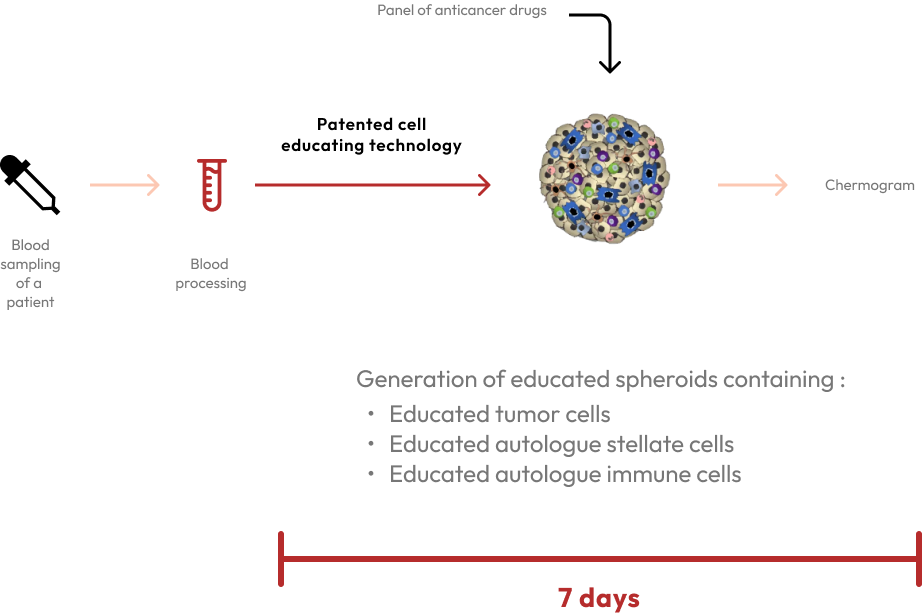 Panel of anticancer drugs
Patented cell
educating technology
Chermogram
Blood
sampling
of a
patient
Blood
processing
Generation of educated spheroids containing :
• Educated tumor cells
• Educated autologue stellate cells
• Educated autologue immune cells
7 days